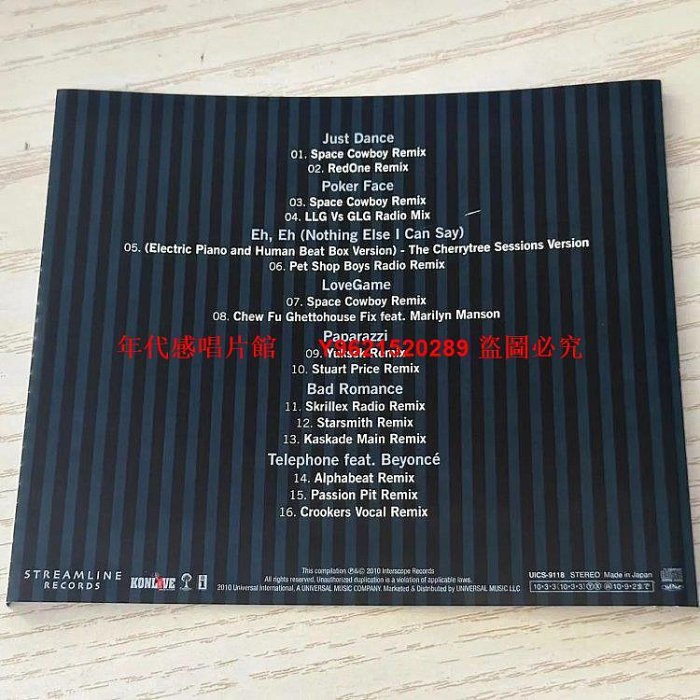 Just Dance
01. Space Cowboy Remix
02. RedOne Remix
Poker Face
03. Space Cowboy Remix
04. LLG Vs GLG Radio Mix
Eh, Eh (Nothing Else I Can Say)
05. (Electric Piano and Human Beat Box Version) - The Cherrytree Sessions Version
06. Pet Shop Boys Radio Remix
LoveGame
07. Space Cowboy Remix
08. Chew Fu Ghettohouse Fix feat. Marilyn Manson
Paparazzi
年代感唱片館 Y9621520289 盜圖必究
09. Yuksek Remix
10. Stuart Price Remix
Bad Romance
11. Skrillex Radio Remix
12. Starsmith Remix
13. Kaskade Main Remix
Telephone feat. Beyoncé
14. Alphabeat Remix
15. Passion Pit Remix
16. Crookers Vocal Remix
STREAMLINE
RECORDS
KONLIVE
This compilation ℗&© 2010 Interscope Records
All rights reserved. Unauthorized duplication is a violation of applicable laws.
2010 Universal International, A UNIVERSAL MUSIC COMPANY. Marketed & Distributed by UNIVERSAL MUSIC LLC
UICS-9118 STEREO Made in Japan